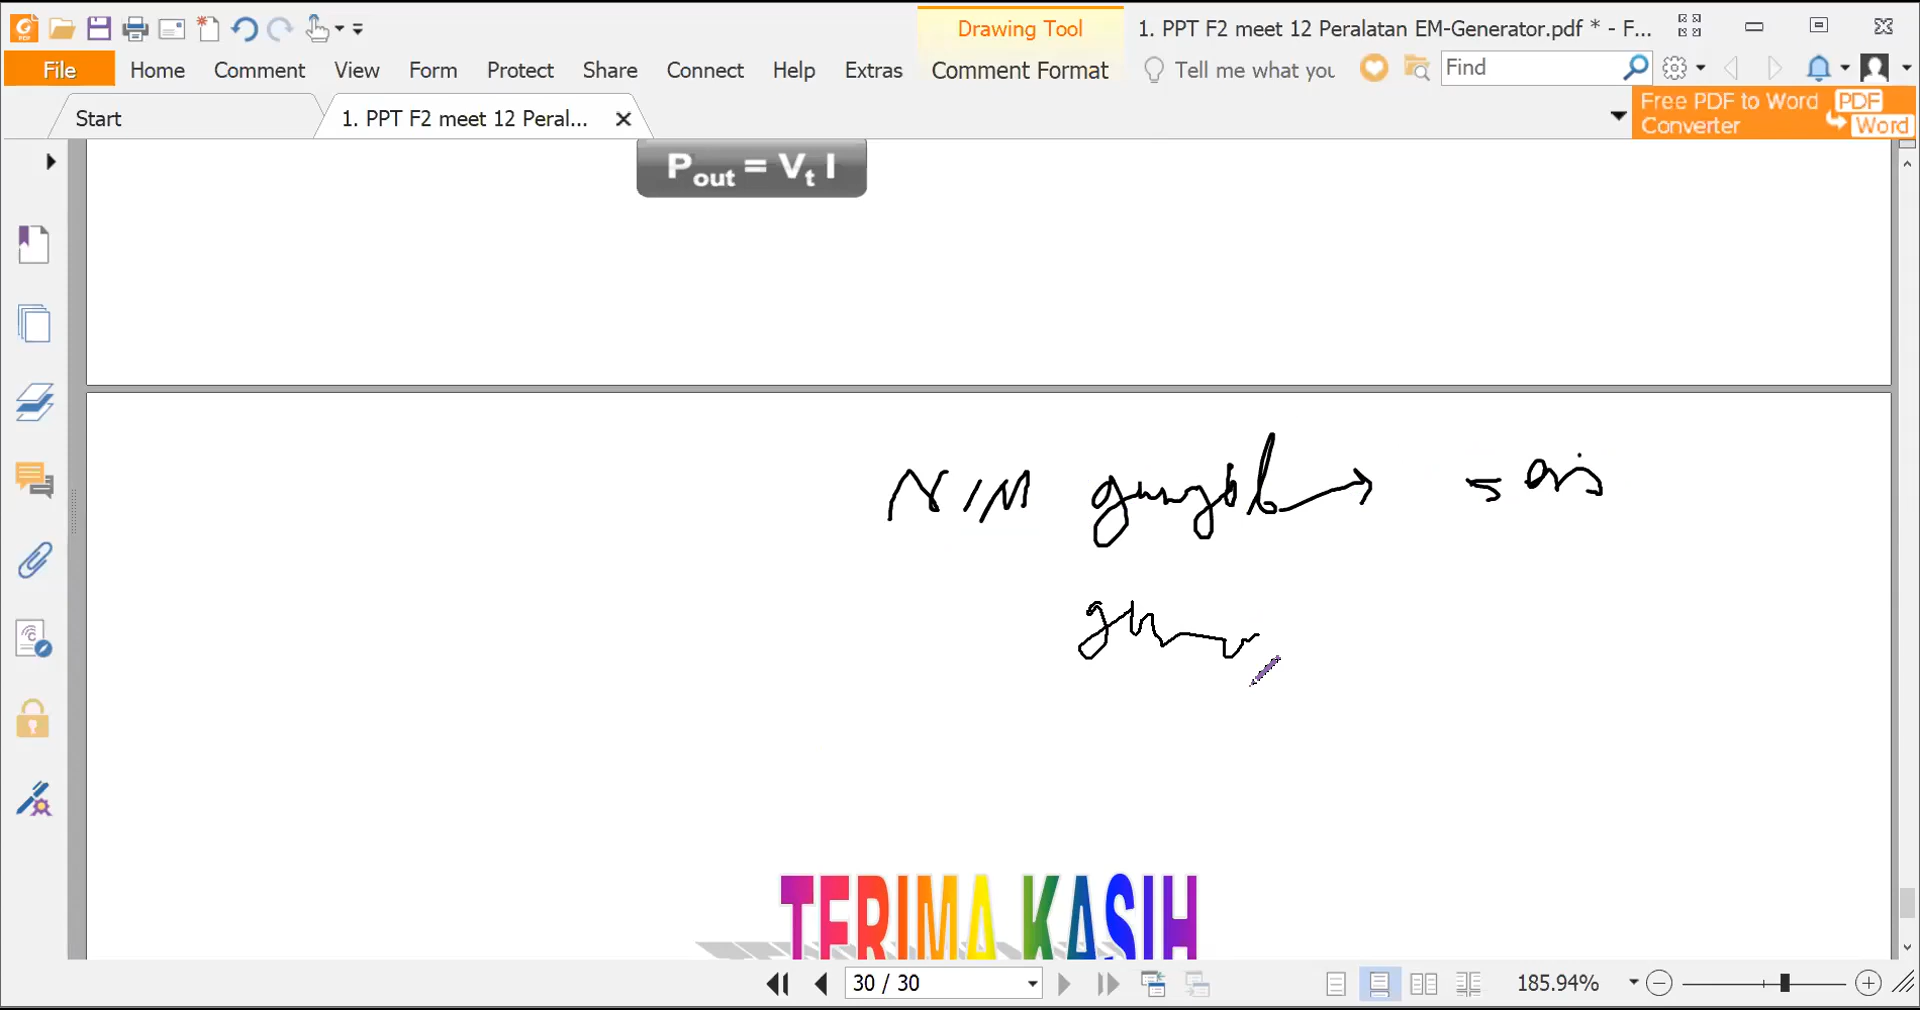 Drawing Tool
1. PPT F2 meet 12 Peralatan EM-Generator.pdf * - F...
File Home Comment View Form Protect Share Connect Help Extras Comment Format Tell me what you Find
Start
1. PPT F2 meet 12 Peral...
Free PDF to Word Converter
PDF Word
Pout = Vt I
NIM
TERIMA KASIH
30 / 30
185.94%